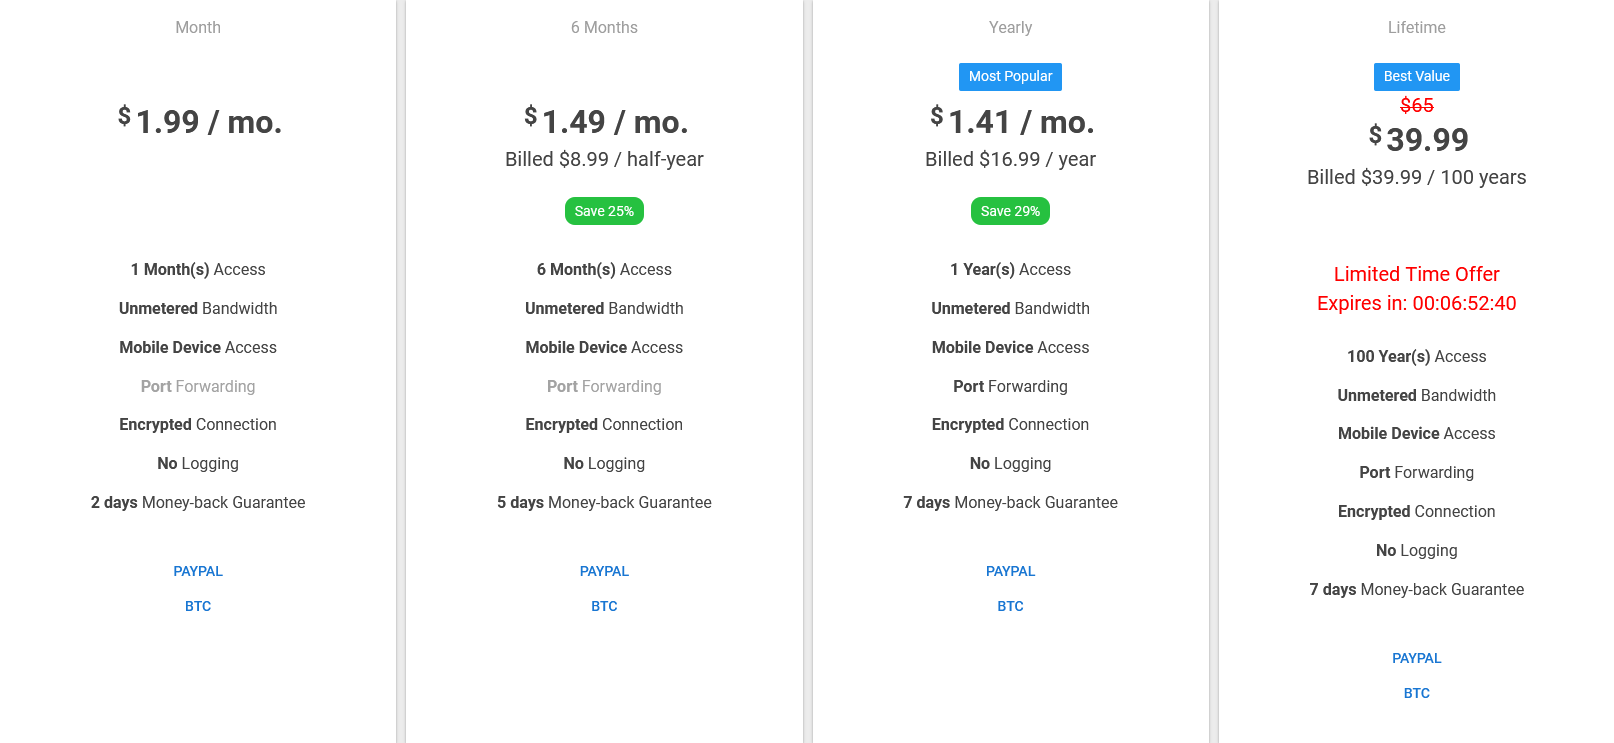 Month
$1.99 / mo.
1 Month(s) Access
Unmetered Bandwidth
Mobile Device Access
Port Forwarding
Encrypted Connection
No Logging
2 days Money-back Guarantee
PAYPAL
BTC
6 Months
$1.49 / mo.
Billed $8.99 / half-year
Save 25%
6 Month(s) Access
Unmetered Bandwidth
Mobile Device Access
Port Forwarding
Encrypted Connection
No Logging
5 days Money-back Guarantee
PAYPAL
BTC
Yearly
Most Popular
$1.41 / mo.
Billed $16.99 / year
Save 29%
1 Year(s) Access
Unmetered Bandwidth
Mobile Device Access
Port Forwarding
Encrypted Connection
No Logging
7 days Money-back Guarantee
PAYPAL
BTC
Lifetime
Best Value
$65
$39.99
Billed $39.99 / 100 years
Limited Time Offer
Expires in: 00:06:52:40
100 Year(s) Access
Unmetered Bandwidth
Mobile Device Access
Port Forwarding
Encrypted Connection
No Logging
7 days Money-back Guarantee
PAYPAL
BTC